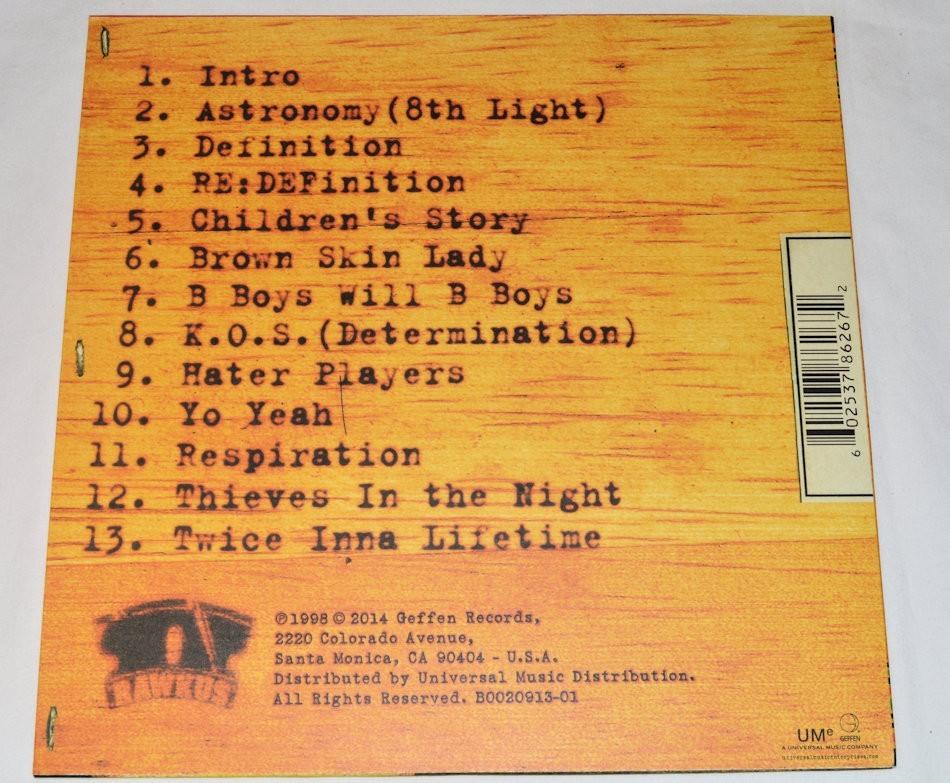 1. Intro
2. Astronomy(8th Light)
3. Definition
4. RE:DEFinition
5. Children's Story
6. Brown Skin Lady
7. B Boys Will B Boys
8. K.O.S.(Determination)
9. Hater Players
10. Yo Yeah
11. Respiration
12. Thieves In the Night
13. Twice Inna Lifetime
6 02537 86267 2
RAWKUS
℗1998 © 2014 Geffen Records,
2220 Colorado Avenue,
Santa Monica, CA 90404 - U.S.A.
Distributed by Universal Music Distribution.
All Rights Reserved. B0020913-01
UMe GEFFEN
A UNIVERSAL MUSIC COMPANY
universalmusicenterprises.com